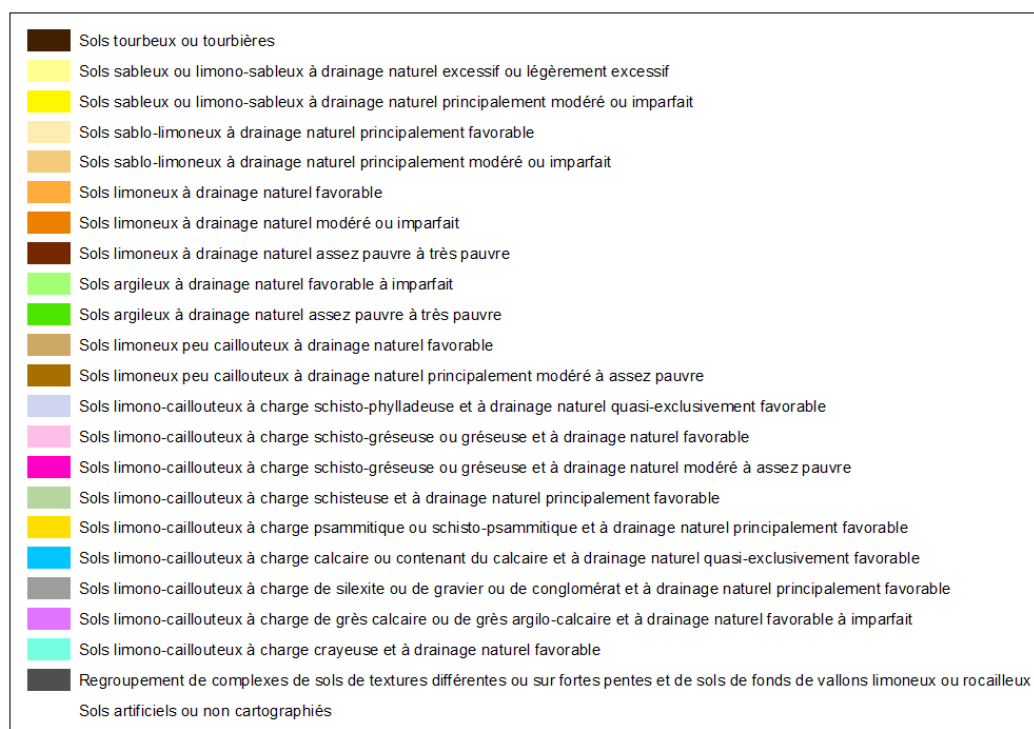 Sols tourbeux ou tourbières
Sols sableux ou limono-sableux à drainage naturel excessif ou légèrement excessif
Sols sableux ou limono-sableux à drainage naturel principalement modéré ou imparfait
Sols sablo-limoneux à drainage naturel principalement favorable
Sols sablo-limoneux à drainage naturel principalement modéré ou imparfait
Sols limoneux à drainage naturel favorable
Sols limoneux à drainage naturel modéré ou imparfait
Sols limoneux à drainage naturel assez pauvre à très pauvre
Sols argileux à drainage naturel favorable à imparfait
Sols argileux à drainage naturel assez pauvre à très pauvre
Sols limoneux peu caillouteux à drainage naturel favorable
Sols limoneux peu caillouteux à drainage naturel principalement modéré à assez pauvre
Sols limono-caillouteux à charge schisto-phylladeuse et à drainage naturel quasi-exclusivement favorable
Sols limono-caillouteux à charge schisto-gréseuse ou gréseuse et à drainage naturel favorable
Sols limono-caillouteux à charge schisto-gréseuse ou gréseuse et à drainage naturel modéré à assez pauvre
Sols limono-caillouteux à charge schisteuse et à drainage naturel principalement favorable
Sols limono-caillouteux à charge psammitique ou schisto-psammitique et à drainage naturel principalement favorable
Sols limono-caillouteux à charge calcaire ou contenant du calcaire et à drainage naturel quasi-exclusivement favorable
Sols limono-caillouteux à charge de silexite ou de gravier ou de conglomérat et à drainage naturel principalement favorable
Sols limono-caillouteux à charge de grès calcaire ou de grès argilo-calcaire et à drainage naturel favorable à imparfait
Sols limono-caillouteux à charge crayeuse et à drainage naturel favorable
Regroupement de complexes de sols de textures différentes ou sur fortes pentes et de sols de fonds de vallons limoneux ou rocailleux
Sols artificiels ou non cartographiés